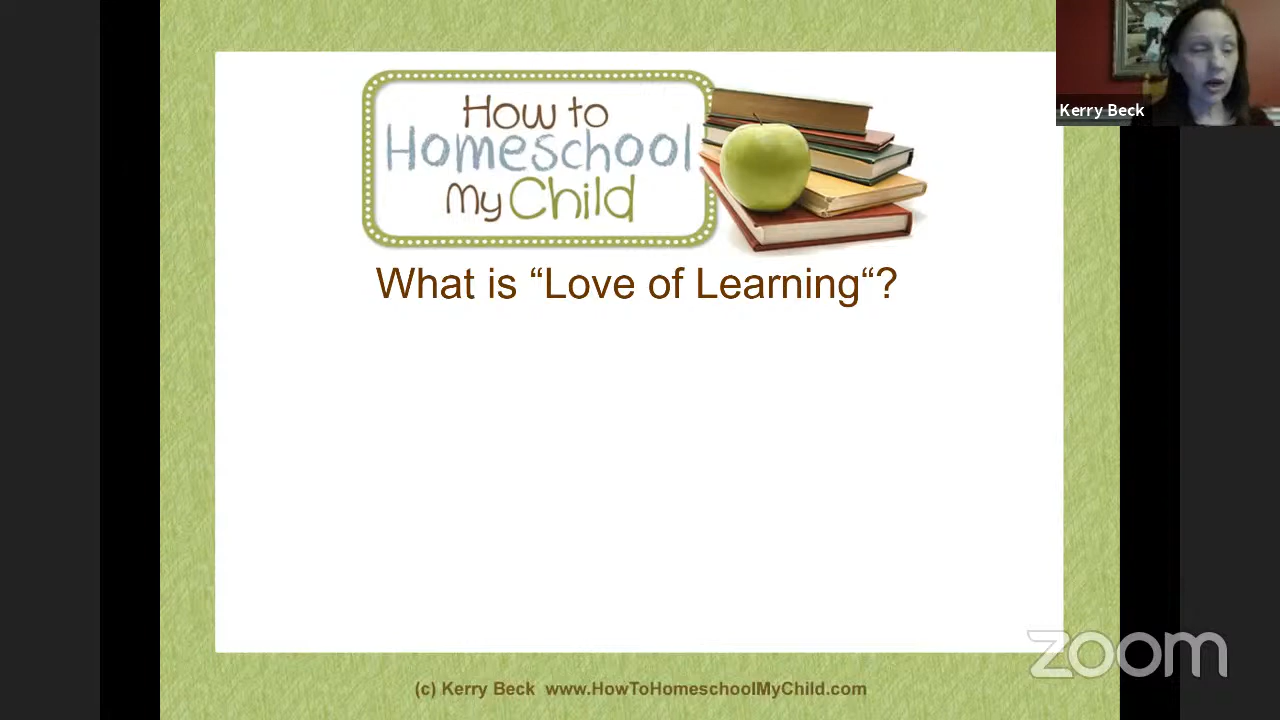 How to
Homeschool
My Child
Kerry Beck
What is “Love of Learning“?
zoom
(c) Kerry Beck www.HowToHomeschoolMyChild.com